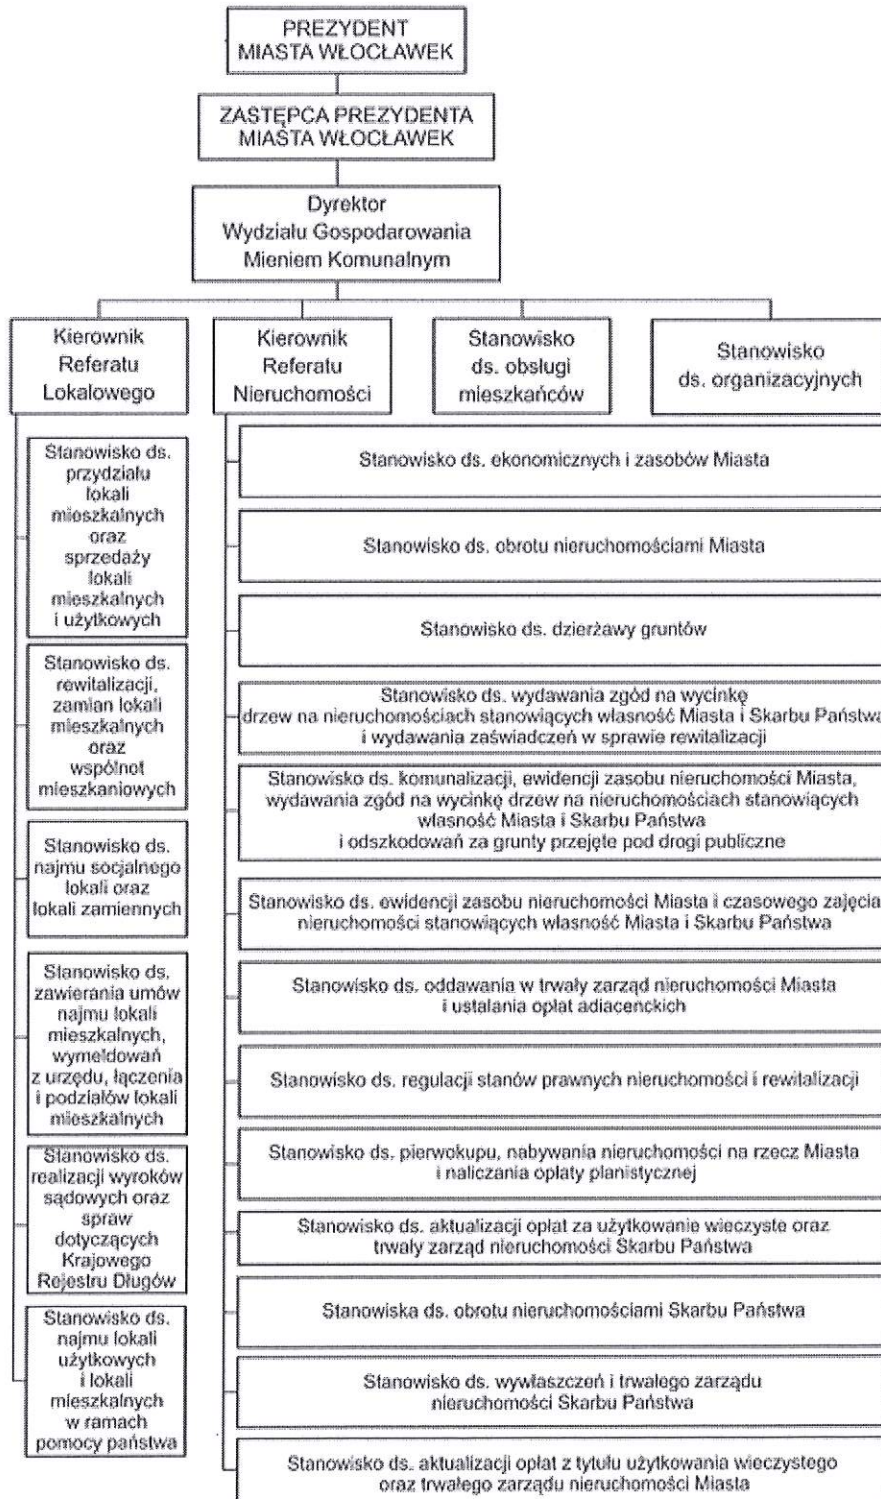 PREZYDENT
MIASTA WŁOCŁAWEK
ZASTĘPCA PREZYDENTA
MIASTA WŁOCŁAWEK
Dyrektor
Wydziału Gospodarowania
Mieniem Komunalnym
Kierownik
Referatu
Lokalowego
Kierownik
Referatu
Nieruchomości
Stanowisko
ds. obsługi
mieszkańców
Stanowisko
ds. organizacyjnych
Stanowisko ds.
przydziału
lokali
mieszkalnych
oraz
sprzedaży
lokali
mieszkalnych
i użytkowych
Stanowisko ds.
rewitalizacji,
zamian lokali
mieszkalnych
oraz
wspólnot
mieszkaniowych
Stanowisko ds.
najmu socjalnego
lokali oraz
lokali zamiennych
Stanowisko ds.
zawierania umów
najmu lokali
mieszkalnych,
wymeldowań
z urzędu, łączenia
i podziałów lokali
mieszkalnych
Stanowisko ds.
realizacji wyroków
sądowych oraz
spraw
dotyczących
Krajowego
Rejestru Długów
Stanowisko ds.
najmu lokali
użytkowych
i lokali
mieszkalnych
w ramach
pomocy państwa
Stanowisko ds. ekonomicznych i zasobów Miasta
Stanowisko ds. obrotu nieruchomościami Miasta
Stanowisko ds. dzierżawy gruntów
Stanowisko ds. wydawania zgód na wycinkę
drzew na nieruchomościach stanowiących własność Miasta i Skarbu Państwa
i wydawania zaświadczeń w sprawie rewitalizacji
Stanowisko ds. komunalizacji, ewidencji zasobu nieruchomości Miasta,
wydawania zgód na wycinkę drzew na nieruchomościach stanowiących
własność Miasta i Skarbu Państwa
i odszkodowań za grunty przejęte pod drogi publiczne
Stanowisko ds. ewidencji zasobu nieruchomości Miasta i czasowego zajęcia
nieruchomości stanowiących własność Miasta i Skarbu Państwa
Stanowisko ds. oddawania w trwały zarząd nieruchomości Miasta
i ustalania opłat adiacenckich
Stanowisko ds. regulacji stanów prawnych nieruchomości i rewitalizacji
Stanowisko ds. pierwokupu, nabywania nieruchomości na rzecz Miasta
i naliczania opłaty planistycznej
Stanowisko ds. aktualizacji opłat za użytkowanie wieczyste oraz
trwały zarząd nieruchomości Skarbu Państwa
Stanowiska ds. obrotu nieruchomościami Skarbu Państwa
Stanowisko ds. wywłaszczeń i trwałego zarządu
nieruchomości Skarbu Państwa
Stanowisko ds. aktualizacji opłat z tytułu użytkowania wieczystego
oraz trwałego zarządu nieruchomości Miasta